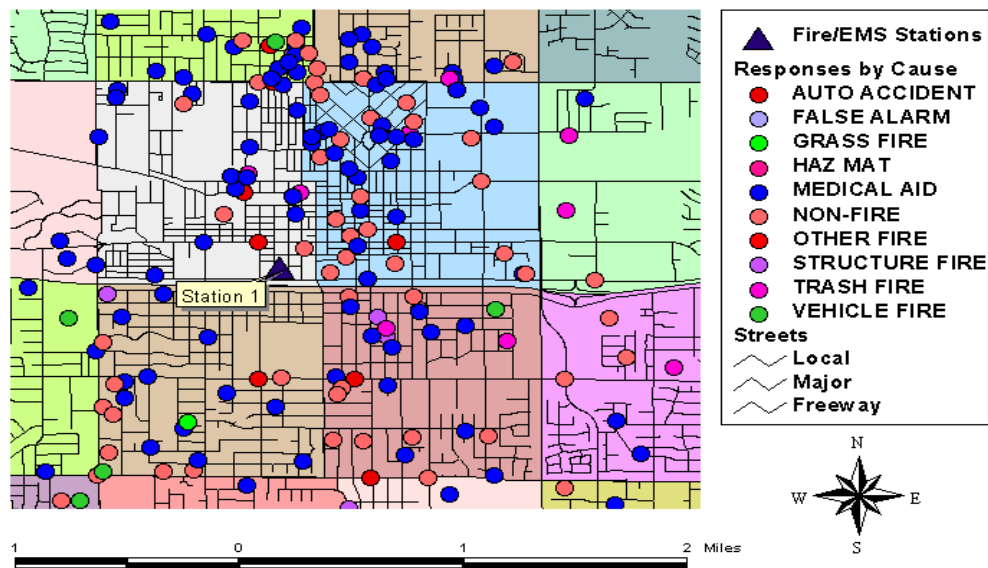 Fire/EMS Stations
Responses by Cause
AUTO ACCIDENT
FALSE ALARM
GRASS FIRE
HAZ MAT
MEDICAL AID
NON-FIRE
OTHER FIRE
STRUCTURE FIRE
TRASH FIRE
VEHICLE FIRE
Streets
Local
Major
Freeway
Station 1
N
W E
S
1 0 1 2 Miles